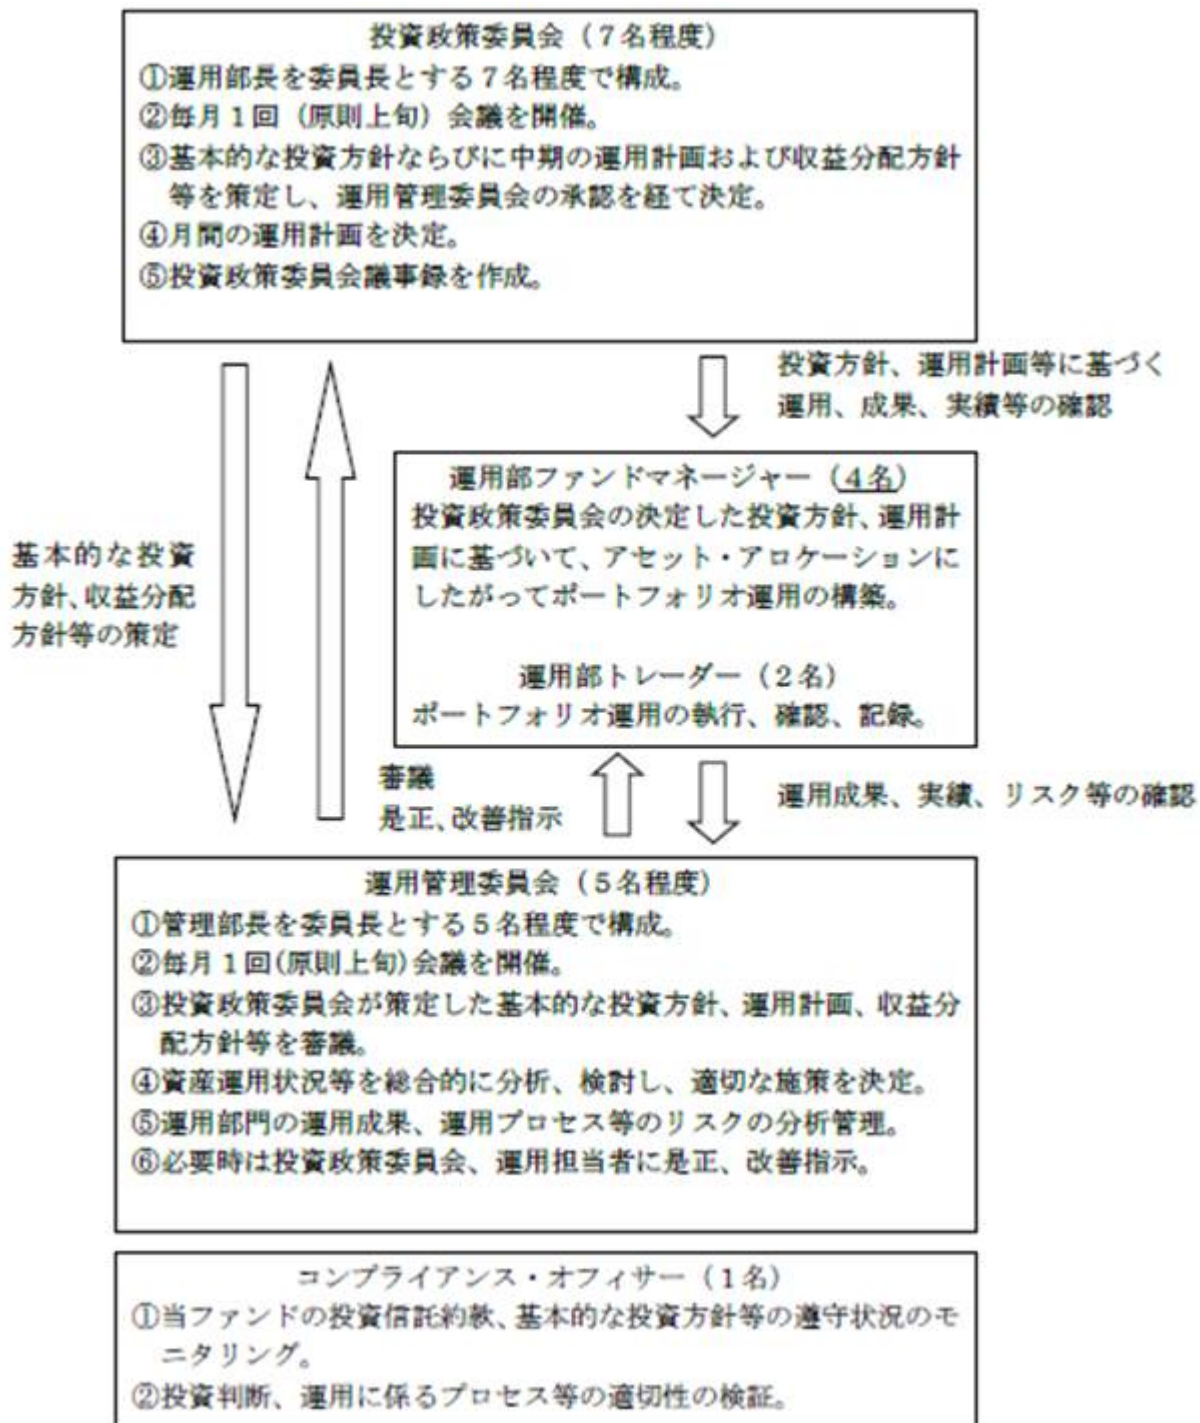 投資政策委員会（７名程度）
①運用部長を委員長とする７名程度で構成。
②毎月１回（原則上旬）会議を開催。
③基本的な投資方針ならびに中期の運用計画および収益分配方針
等を策定し、運用管理委員会の承認を経て決定。
④月間の運用計画を決定。
⑤投資政策委員会議事録を作成。
投資方針、運用計画等に基づく
運用、成果、実績等の確認
運用部ファンドマネージャー（４名）
投資政策委員会の決定した投資方針、運用計
画に基づいて、アセット・アロケーションに
したがってポートフォリオ運用の構築。
運用部トレーダー（２名）
ポートフォリオ運用の執行、確認、記録。
基本的な投資
方針、収益分配
方針等の策定
審議
是正、改善指示
運用成果、実績、リスク等の確認
運用管理委員会（５名程度）
①管理部長を委員長とする５名程度で構成。
②毎月１回(原則上旬)会議を開催。
③投資政策委員会が策定した基本的な投資方針、運用計画、収益分
配方針等を審議。
④資産運用状況等を総合的に分析、検討し、適切な施策を決定。
⑤運用部門の運用成果、運用プロセス等のリスクの分析管理。
⑥必要時は投資政策委員会、運用担当者に是正、改善指示。
コンプライアンス・オフィサー（１名）
①当ファンドの投資信託約款、基本的な投資方針等の遵守状況のモ
ニタリング。
②投資判断、運用に係るプロセス等の適切性の検証。